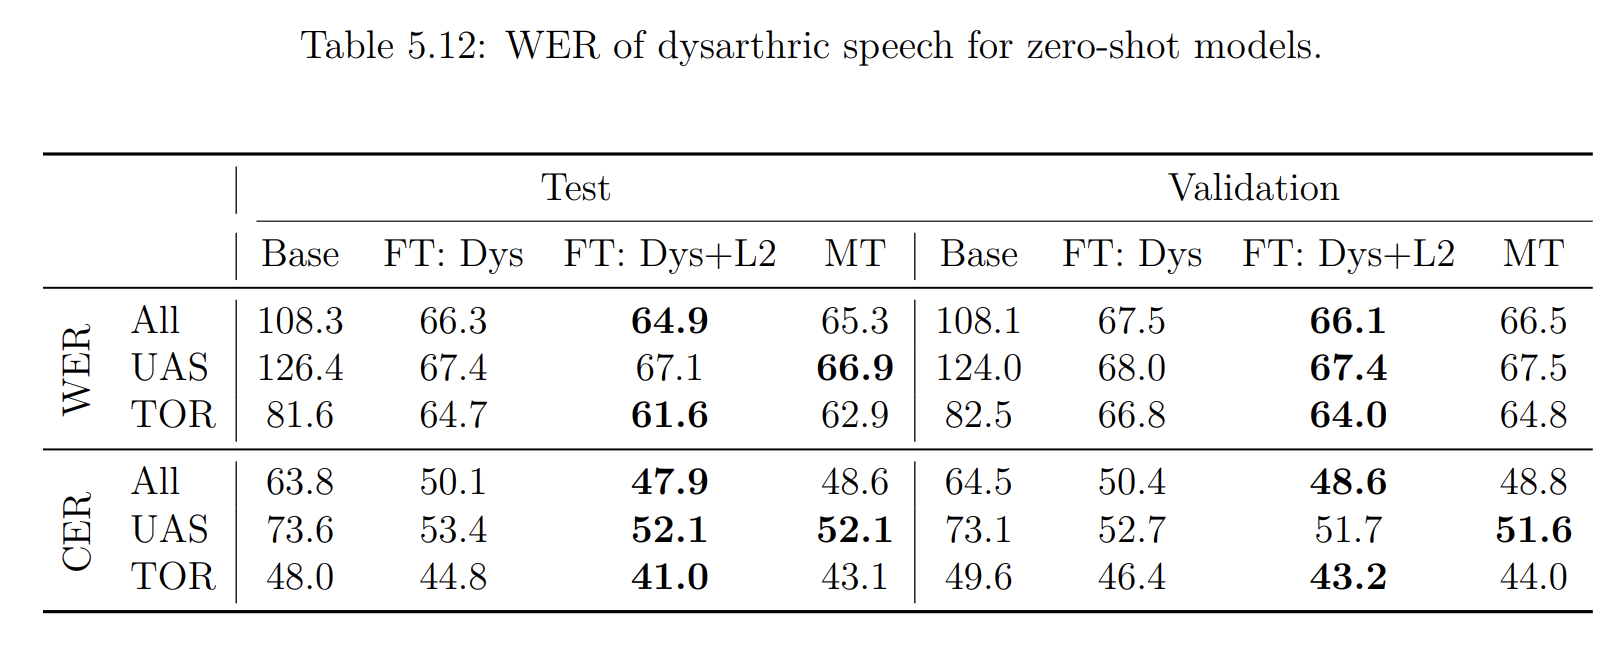 Table 5.12: WER of dysarthric speech for zero-shot models.
Test Validation
Base FT: Dys FT: Dys+L2 MT Base FT: Dys FT: Dys+L2 MT
WER
All 108.3 66.3 64.9 65.3 108.1 67.5 66.1 66.5
UAS 126.4 67.4 67.1 66.9 124.0 68.0 67.4 67.5
TOR 81.6 64.7 61.6 62.9 82.5 66.8 64.0 64.8
CER
All 63.8 50.1 47.9 48.6 64.5 50.4 48.6 48.8
UAS 73.6 53.4 52.1 52.1 73.1 52.7 51.7 51.6
TOR 48.0 44.8 41.0 43.1 49.6 46.4 43.2 44.0